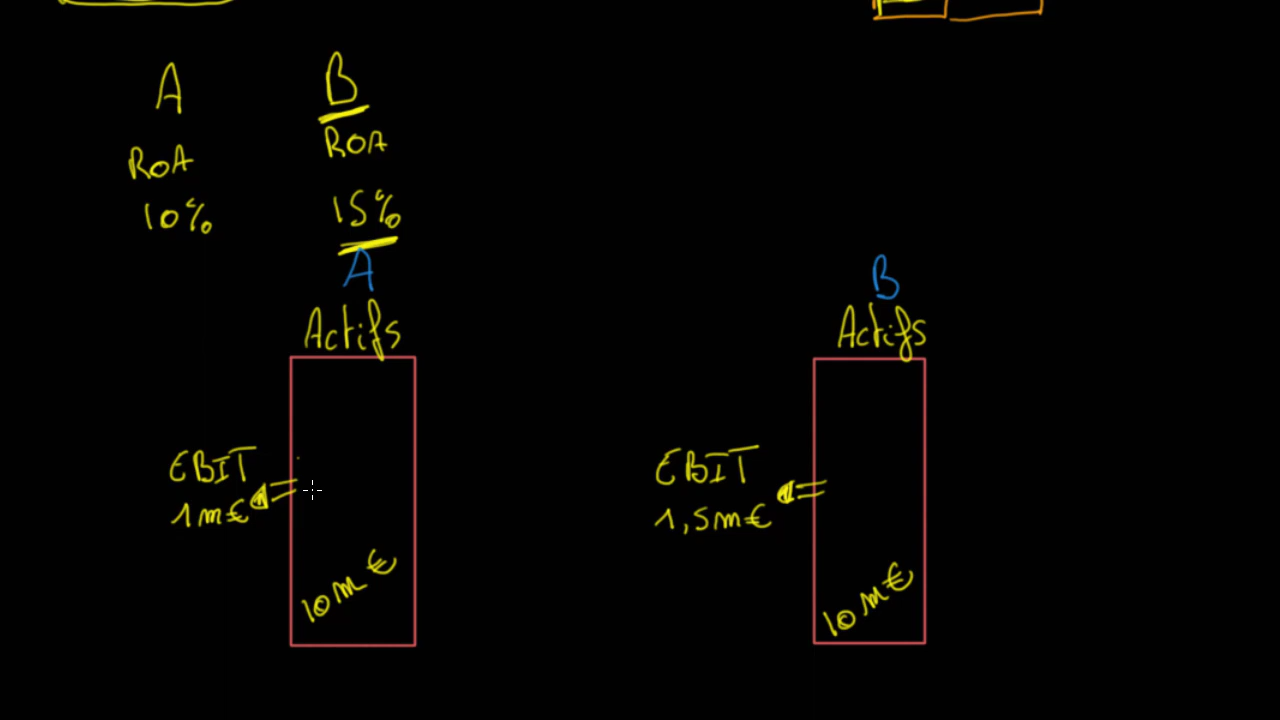 A B
ROA ROA
10% 15%
A B
Actifs Actifs
EBIT EBIT
1m€ 1,5m€
10m€ 10m€